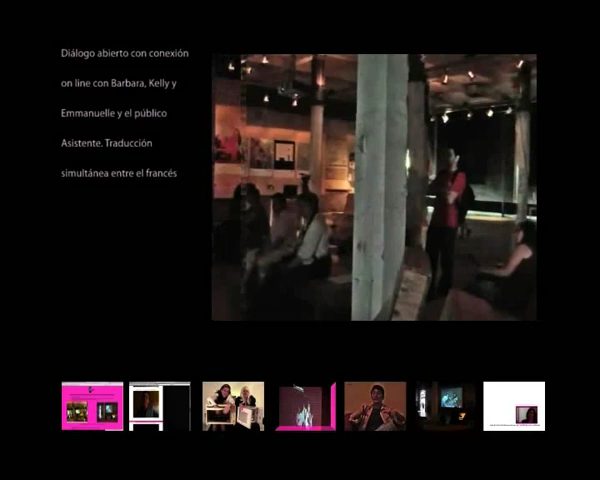 Diálogo abierto con conexión
on line con Barbara, Kelly y
Emmanuelle y el público
Asistente. Traducción
simultánea entre el francés